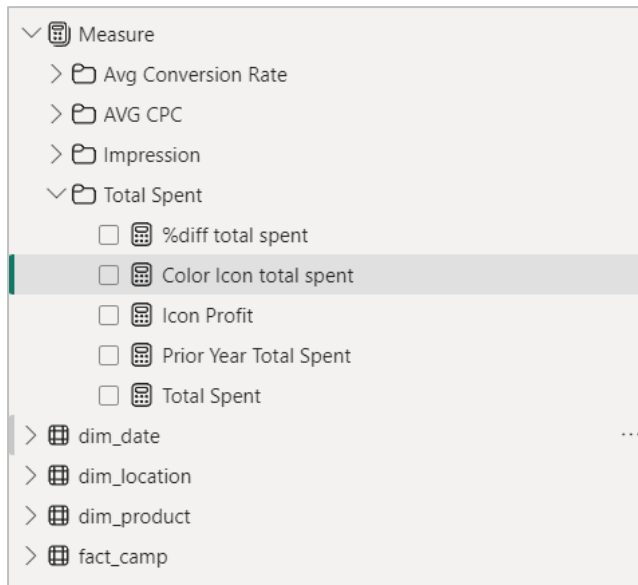 Measure
Avg Conversion Rate
AVG CPC
Impression
Total Spent
%diff total spent
Color Icon total spent
Icon Profit
Prior Year Total Spent
Total Spent
dim_date
dim_location
dim_product
fact_camp